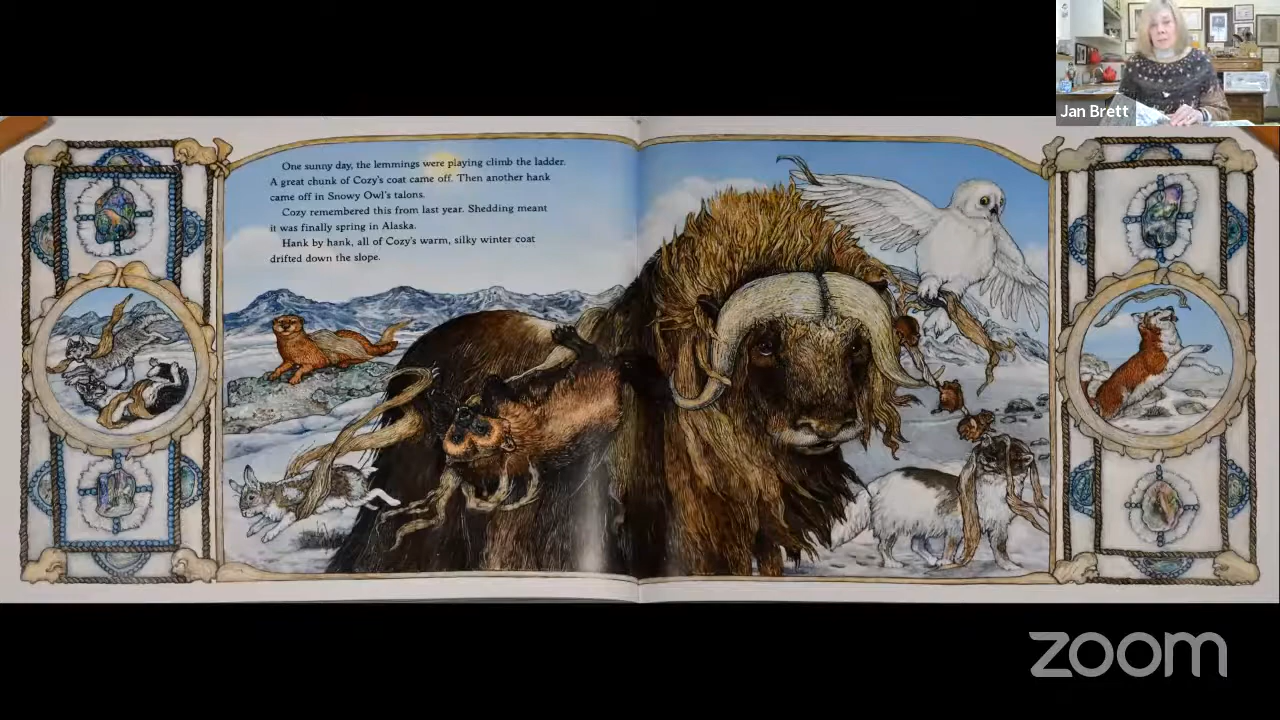 Jan Brett
One sunny day, the lemmings were playing climb the ladder.
A great chunk of Cozy's coat came off. Then another hank
came off in Snowy Owl's talons.
Cozy remembered this from last year. Shedding meant
it was finally spring in Alaska.
Hank by hank, all of Cozy's warm, silky winter coat
drifted down the slope.
zoom